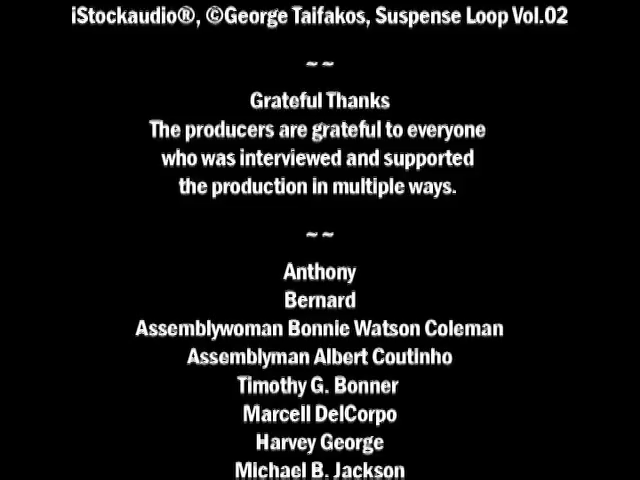 iStockaudio®, ©George Taifakos, Suspense Loop Vol.02
~ ~
Grateful Thanks
The producers are grateful to everyone
who was interviewed and supported
the production in multiple ways.
~ ~
Anthony
Bernard
Assemblywoman Bonnie Watson Coleman
Assemblyman Albert Coutinho
Timothy G. Bonner
Marcell DelCorpo
Harvey George
Michael B. Jackson